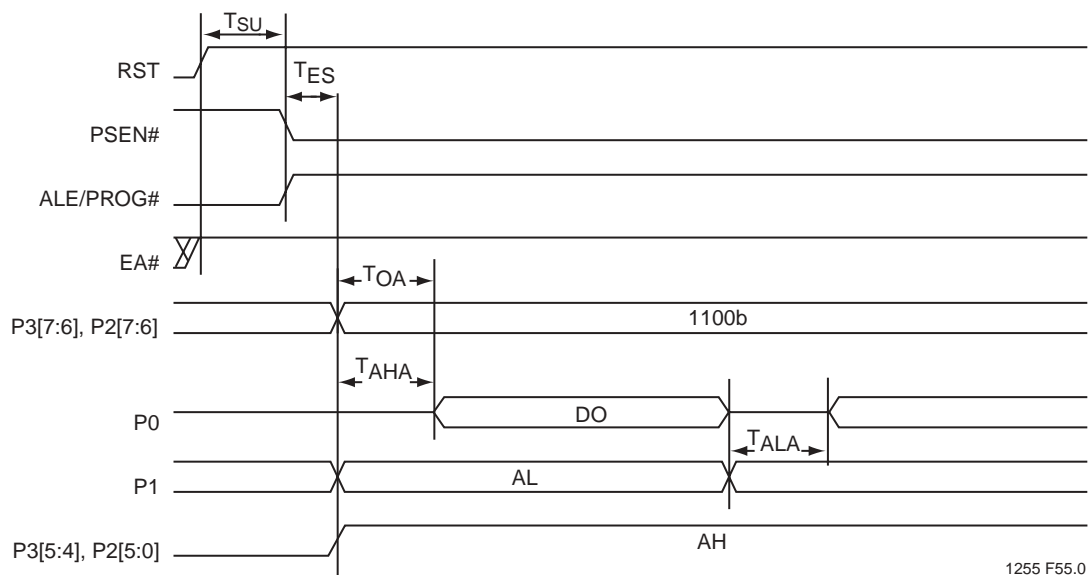 TSU
RST
TES
PSEN#
ALE/PROG#
EA#
TOA
P3[7:6], P2[7:6]
1100b
TAHA
P0
DO
TALA
P1
AL
P3[5:4], P2[5:0]
AH
1255 F55.0